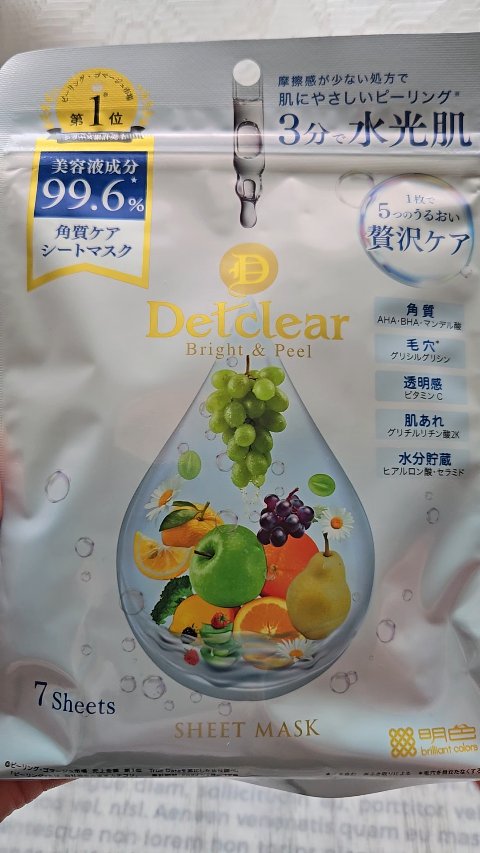 ピーリング・ゴマージュ市場
第1位※
美容液成分
99.6%*
角質ケア
シートマスク
摩擦感が少ない処方で
肌にやさしいピーリング※
3分で水光肌
1枚で
5つのうるおい
贅沢ケア
D
Detclear
Bright & Peel
角質
AHA・BHA・マンデル酸
毛穴*
グリシルグリシン
透明感
ビタミンC
肌あれ
グリチルリチン酸2K
水分貯蔵
ヒアルロン酸・セラミド
7 Sheets
SHEET MASK
明色
brilliant colors